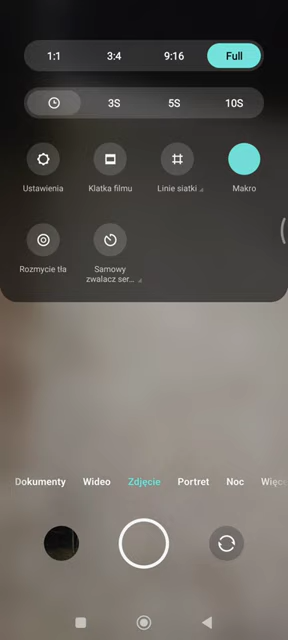 1:1 3:4 9:16 Full
3S 5S 10S
Ustawienia Klatka filmu Linie siatki Makro
Rozmycie tła Samowy
zwalacz ser...
Dokumenty Wideo Zdjęcie Portret Noc Więce